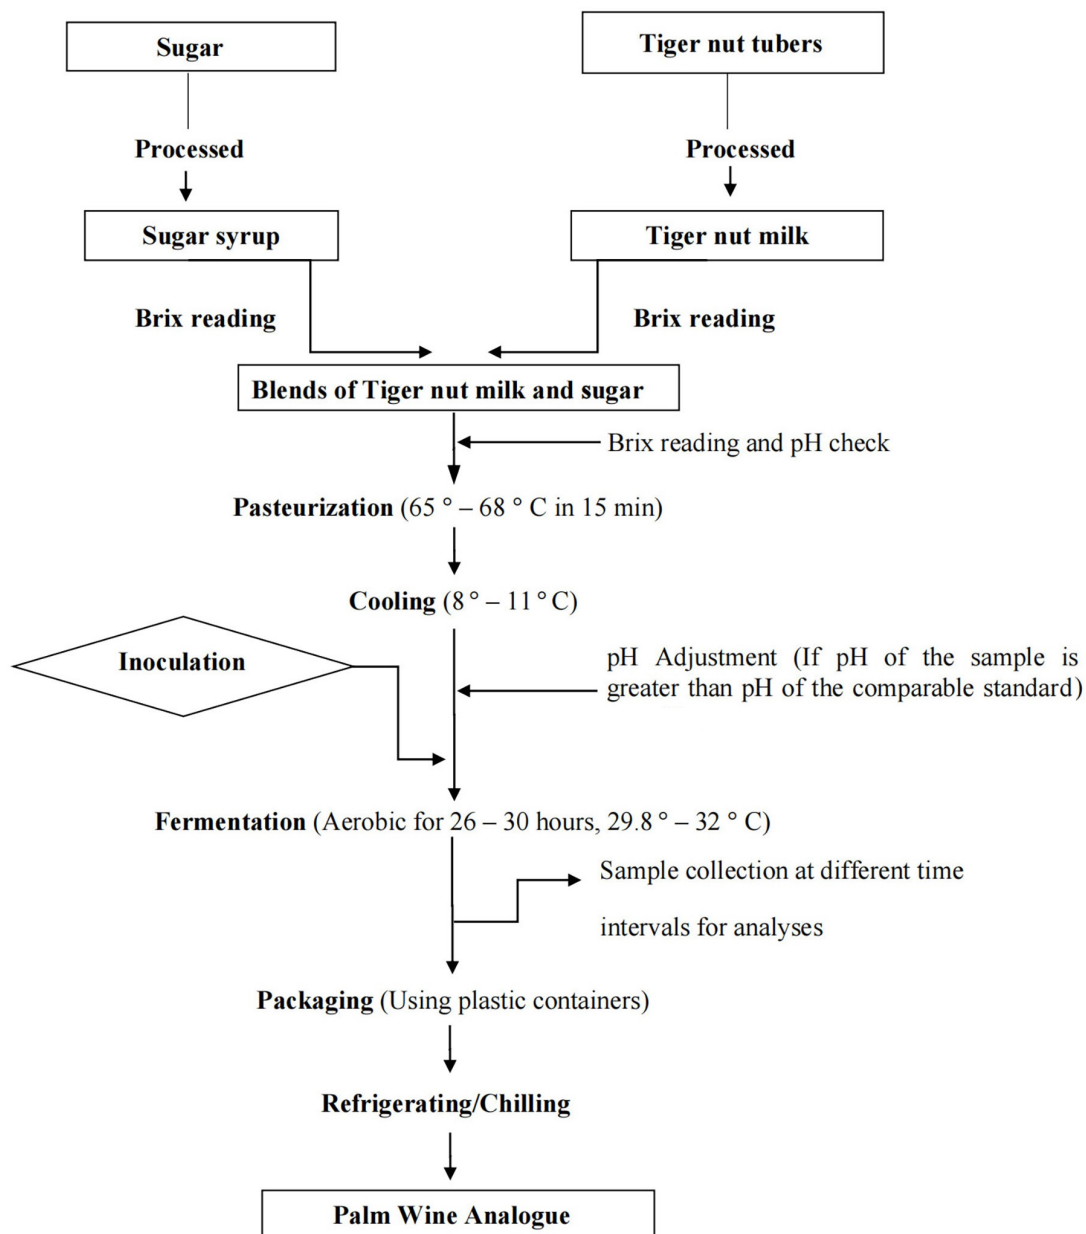 Sugar
Tiger nut tubers
Processed
Processed
Sugar syrup
Tiger nut milk
Brix reading
Brix reading
Blends of Tiger nut milk and sugar
Brix reading and pH check
Pasteurization (65 ° – 68 ° C in 15 min)
Cooling (8 ° – 11 ° C)
Inoculation
pH Adjustment (If pH of the sample is
greater than pH of the comparable standard)
Fermentation (Aerobic for 26 – 30 hours, 29.8 ° – 32 ° C)
Sample collection at different time
intervals for analyses
Packaging (Using plastic containers)
Refrigerating/Chilling
Palm Wine Analogue